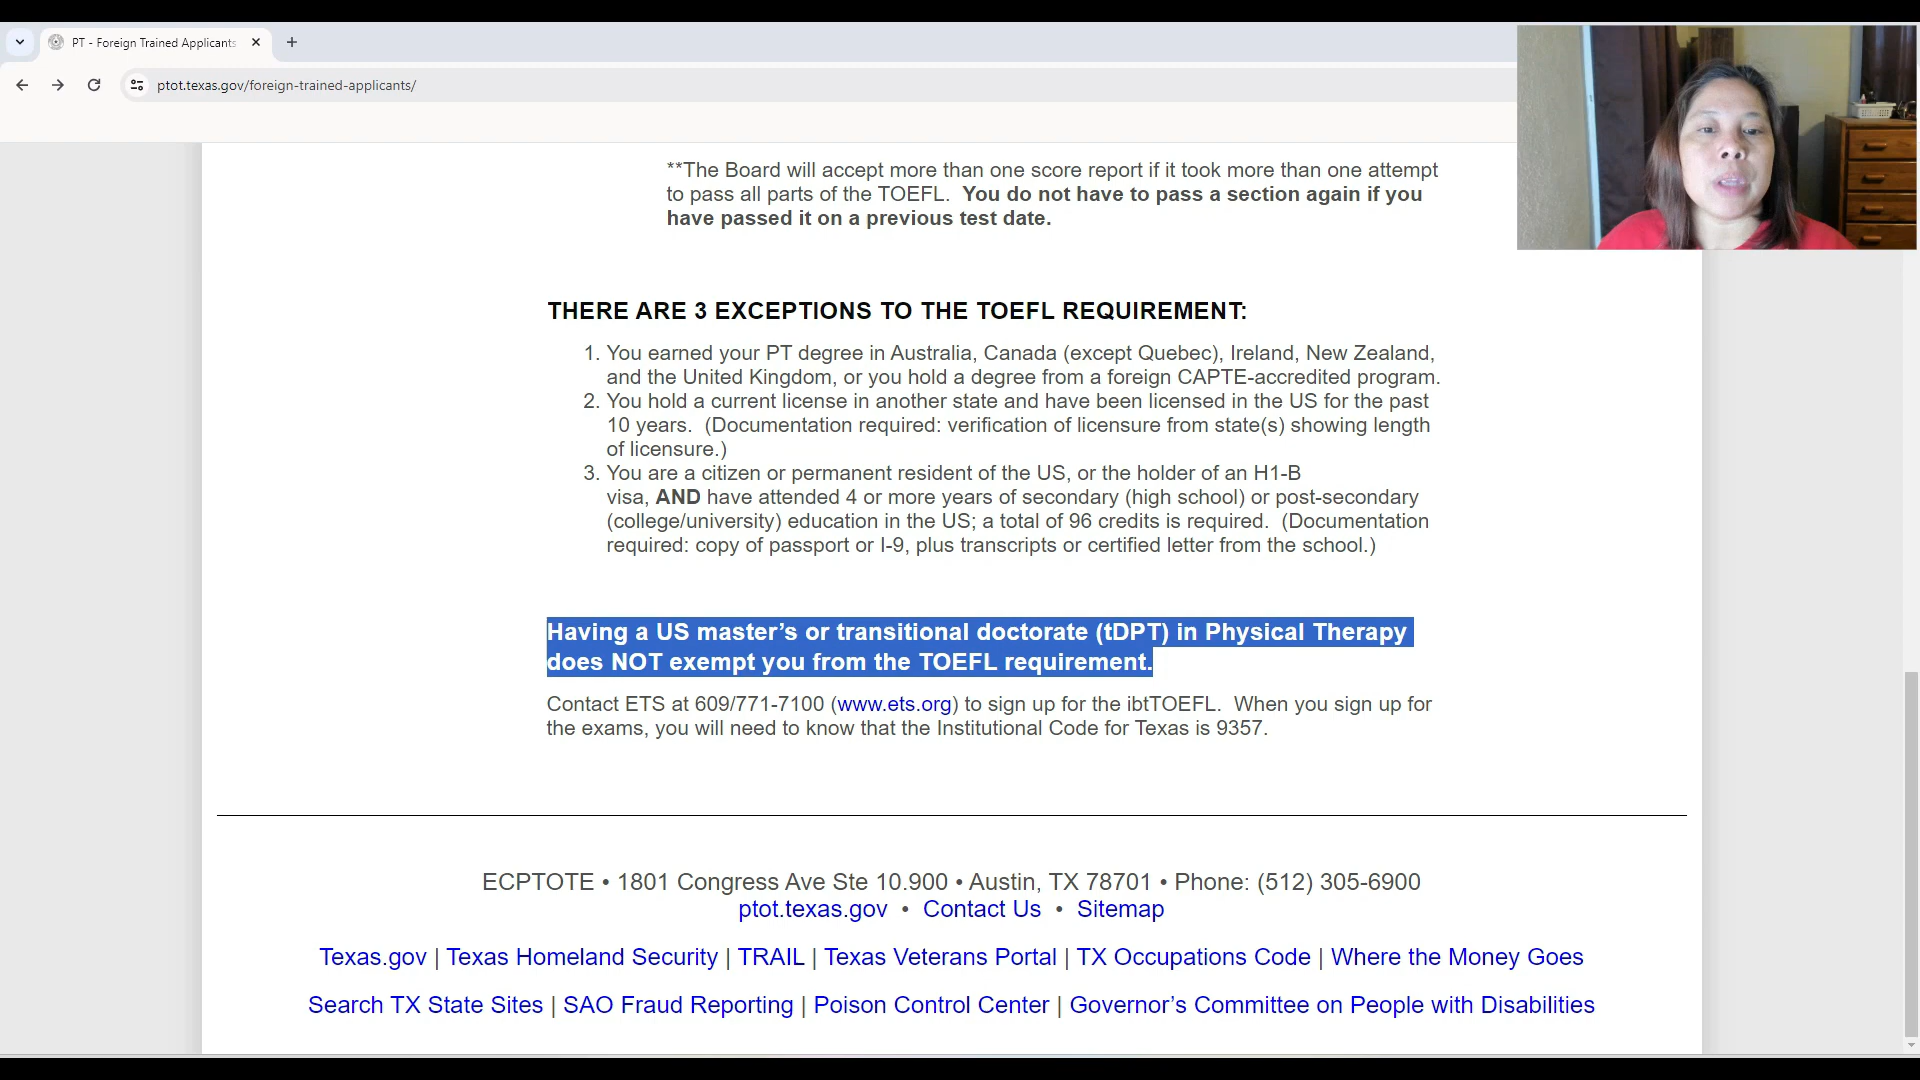 PT - Foreign Trained Applicants
ptot.texas.gov/foreign-trained-applicants/
**The Board will accept more than one score report if it took more than one attempt
to pass all parts of the TOEFL. You do not have to pass a section again if you
have passed it on a previous test date.
THERE ARE 3 EXCEPTIONS TO THE TOEFL REQUIREMENT:
1. You earned your PT degree in Australia, Canada (except Quebec), Ireland, New Zealand,
and the United Kingdom, or you hold a degree from a foreign CAPTE-accredited program.
2. You hold a current license in another state and have been licensed in the US for the past
10 years. (Documentation required: verification of licensure from state(s) showing length
of licensure.)
3. You are a citizen or permanent resident of the US, or the holder of an H1-B
visa, AND have attended 4 or more years of secondary (high school) or post-secondary
(college/university) education in the US; a total of 96 credits is required. (Documentation
required: copy of passport or I-9, plus transcripts or certified letter from the school.)
Having a US master’s or transitional doctorate (tDPT) in Physical Therapy
does NOT exempt you from the TOEFL requirement.
Contact ETS at 609/771-7100 (www.ets.org) to sign up for the ibtTOEFL. When you sign up for
the exams, you will need to know that the Institutional Code for Texas is 9357.
ECPTOTE • 1801 Congress Ave Ste 10.900 • Austin, TX 78701 • Phone: (512) 305-6900
ptot.texas.gov • Contact Us • Sitemap
Texas.gov | Texas Homeland Security | TRAIL | Texas Veterans Portal | TX Occupations Code | Where the Money Goes
Search TX State Sites | SAO Fraud Reporting | Poison Control Center | Governor’s Committee on People with Disabilities